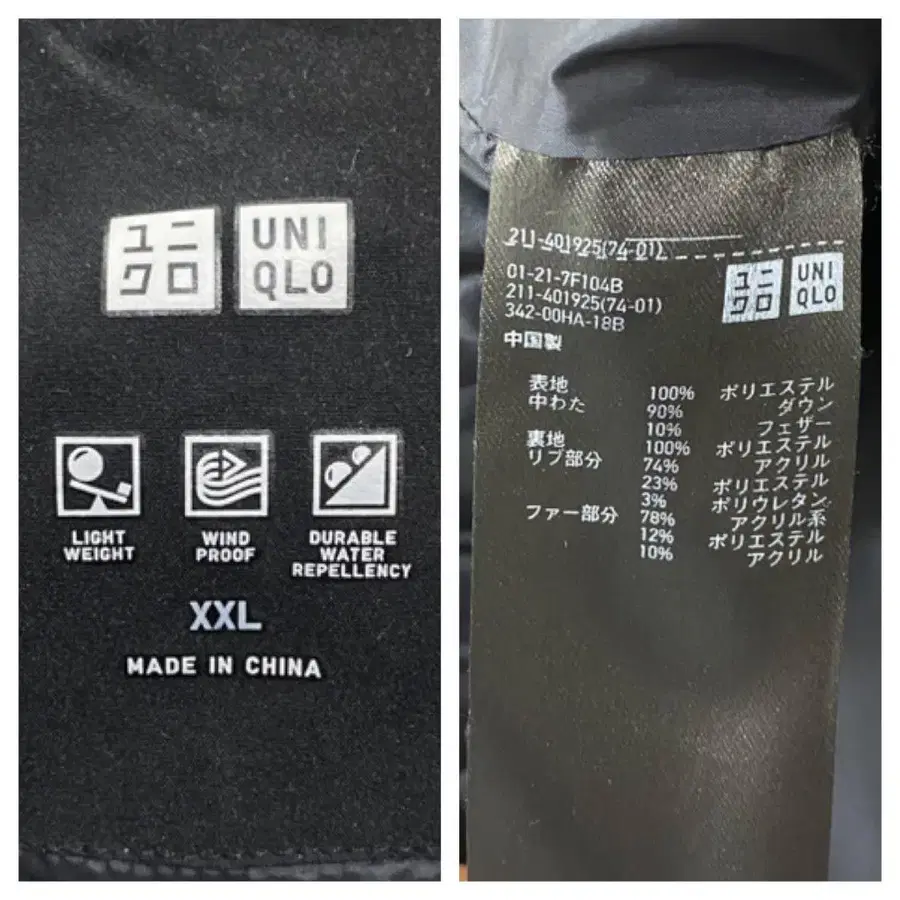 ユニ
クロ
UNI
QLO
LIGHT
WEIGHT
WIND
PROOF
DURABLE
WATER
REPELLENCY
XXL
MADE IN CHINA
211-401925(74-01)
01-21-7F104B
211-401925(74-01)
342-00HA-18B
中国製
ユニ
クロ
UNI
QLO
表地 100% ポリエステル
中わた 90% ダウン
10% フェザー
裏地 100% ポリエステル
リブ部分 74% アクリル
23% ポリエステル
3% ポリウレタン
ファー部分 78% アクリル系
12% ポリエステル
10% アクリル